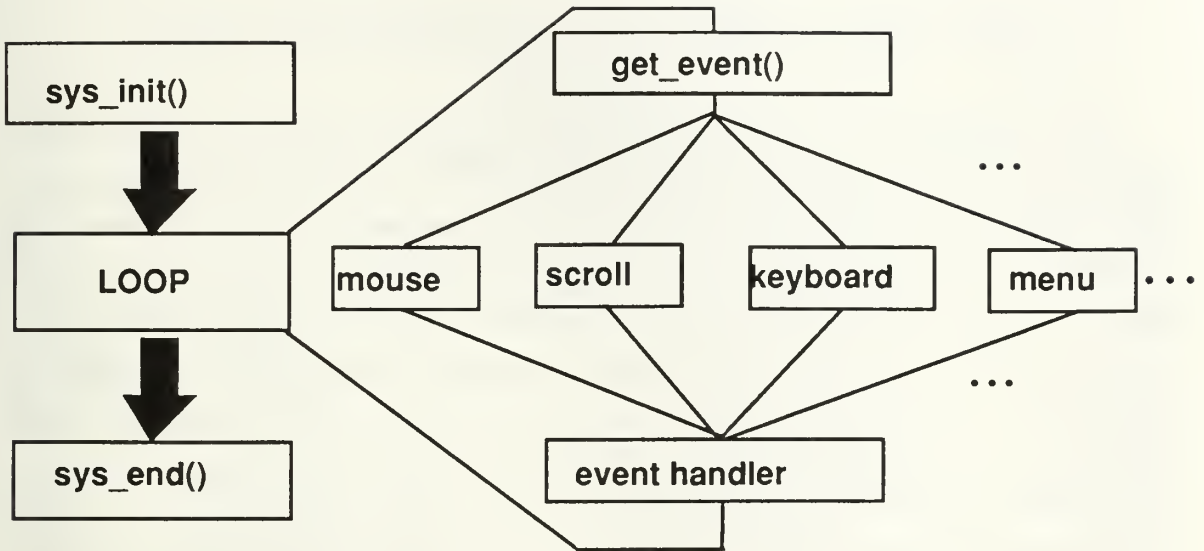 sys_init()
LOOP
sys_end()
get_event()
...
mouse
scroll
keyboard
menu
...
...
event handler